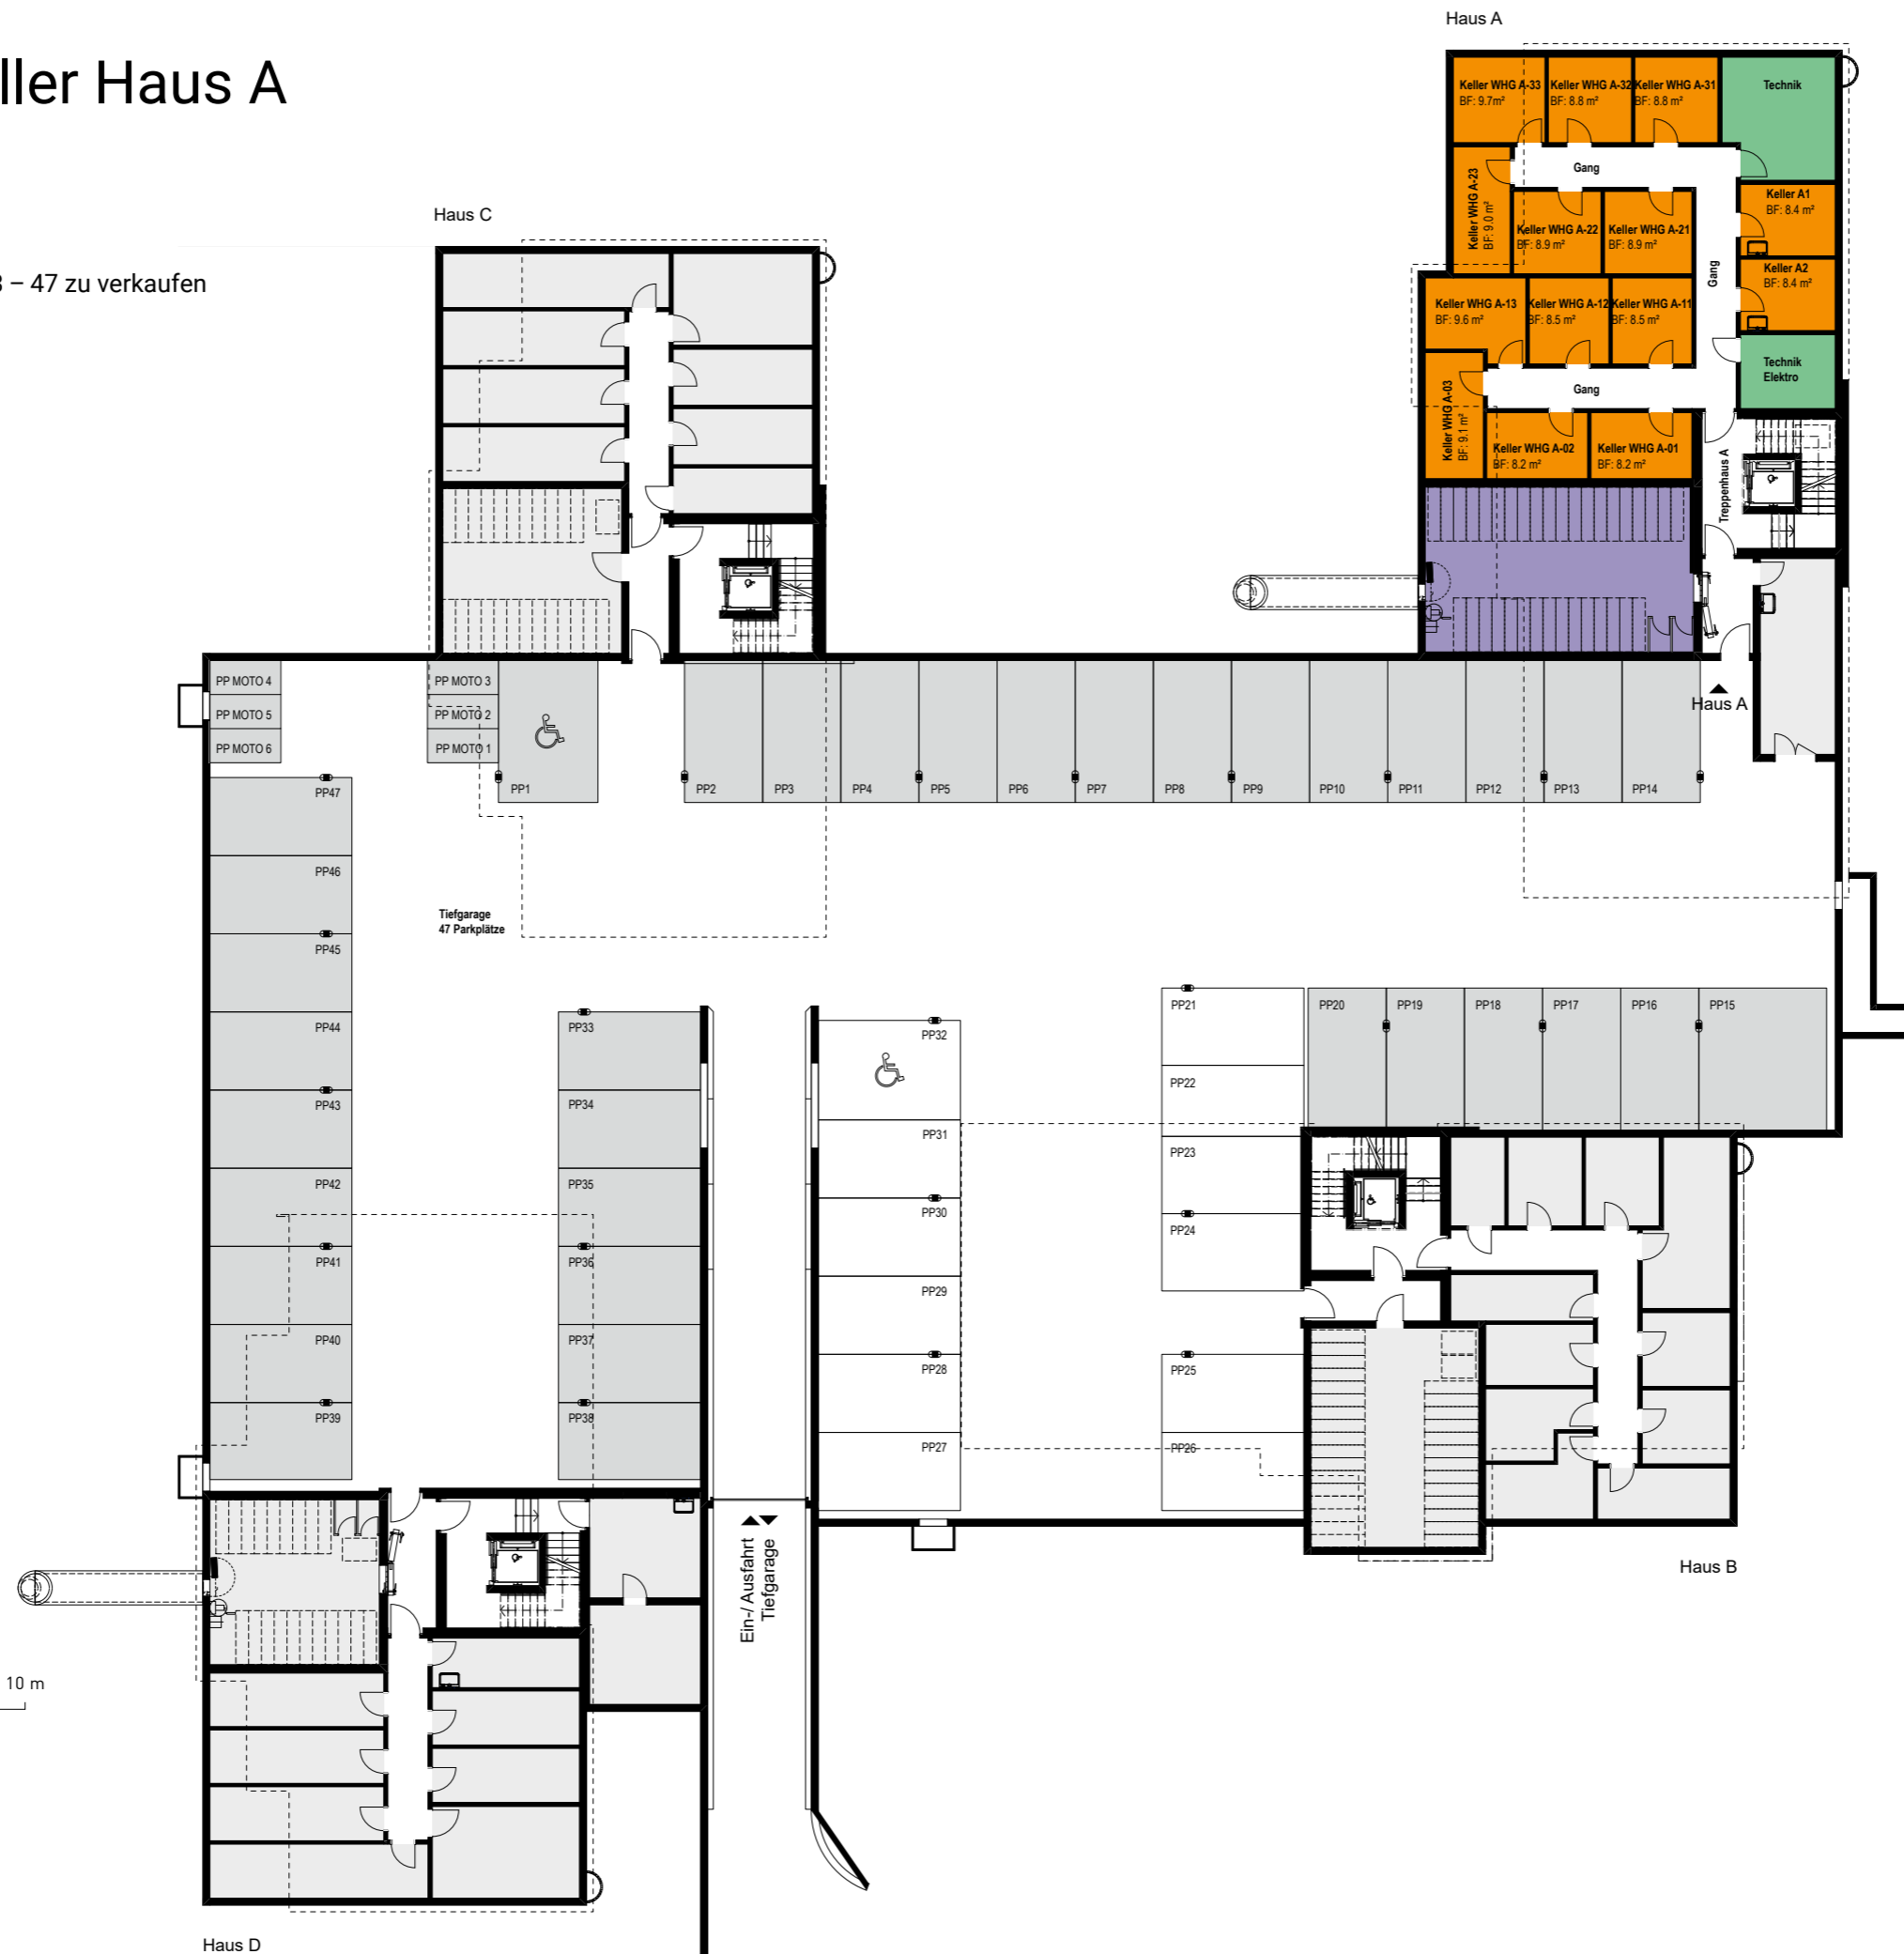 Haus A
ller Haus A
– 47 zu verkaufen
Haus C
Keller WHG A-33
BF: 9.7m²
Keller WHG A-32
BF: 8.8 m²
Keller WHG A-31
BF: 8.8 m²
Technik
Gang
Keller WHG A-23
BF: 9.0 m²
Keller WHG A-22
BF: 8.9 m²
Keller WHG A-21
BF: 8.9 m²
Gang
Keller A1
BF: 8.4 m²
Keller A2
BF: 8.4 m²
Keller WHG A-13
BF: 9.6 m²
Keller WHG A-12
BF: 8.5 m²
Keller WHG A-11
BF: 8.5 m²
Technik
Elektro
Gang
Keller WHG A-03
BF: 9.1 m²
Keller WHG A-02
BF: 8.2 m²
Keller WHG A-01
BF: 8.2 m²
Treppenhaus A
Haus A
PP MOTO 4
PP MOTO 5
PP MOTO 6
PP MOTO 3
PP MOTO 2
PP MOTO 1
PP1
PP2
PP3
PP4
PP5
PP6
PP7
PP8
PP9
PP10
PP11
PP12
PP13
PP14
PP47
PP46
PP45
PP44
PP43
PP42
PP41
PP40
PP39
Tiefgarage
47 Parkplätze
PP33
PP34
PP35
PP36
PP37
PP38
PP32
PP31
PP30
PP29
PP28
PP27
PP21
PP22
PP23
PP24
PP25
PP26
PP20
PP19
PP18
PP17
PP16
PP15
Ein-/ Ausfahrt
Tiefgarage
Haus B
10 m
Haus D